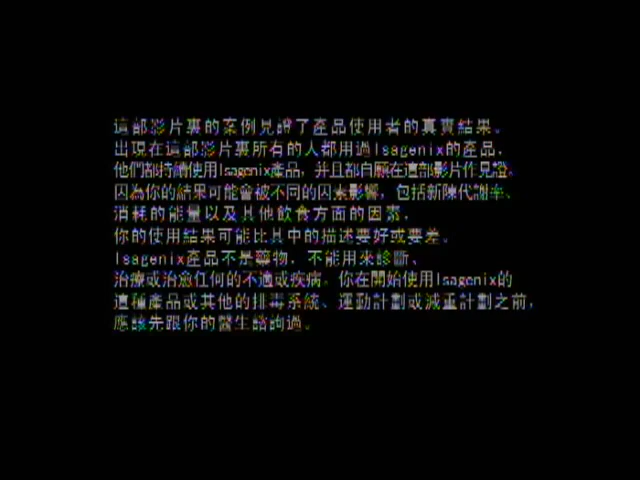 這部影片裏的案例見證了產品使用者的真實結果。
出現在這部影片裏所有的人都用過Isagenix的產品，
他們都持續使用Isagenix產品，并且都自願在這部影片作見證。
因為你的結果可能會被不同的因素影響，包括新陳代謝率、
消耗的能量以及其他飲食方面的因素，
你的使用結果可能比其中的描述要好或要差。
Isagenix產品不是藥物，不能用來診斷、
治療或治愈任何的不適或疾病。你在開始使用Isagenix的
這種產品或其他的排毒系統、運動計劃或減重計劃之前，
應該先跟你的醫生諮詢過。